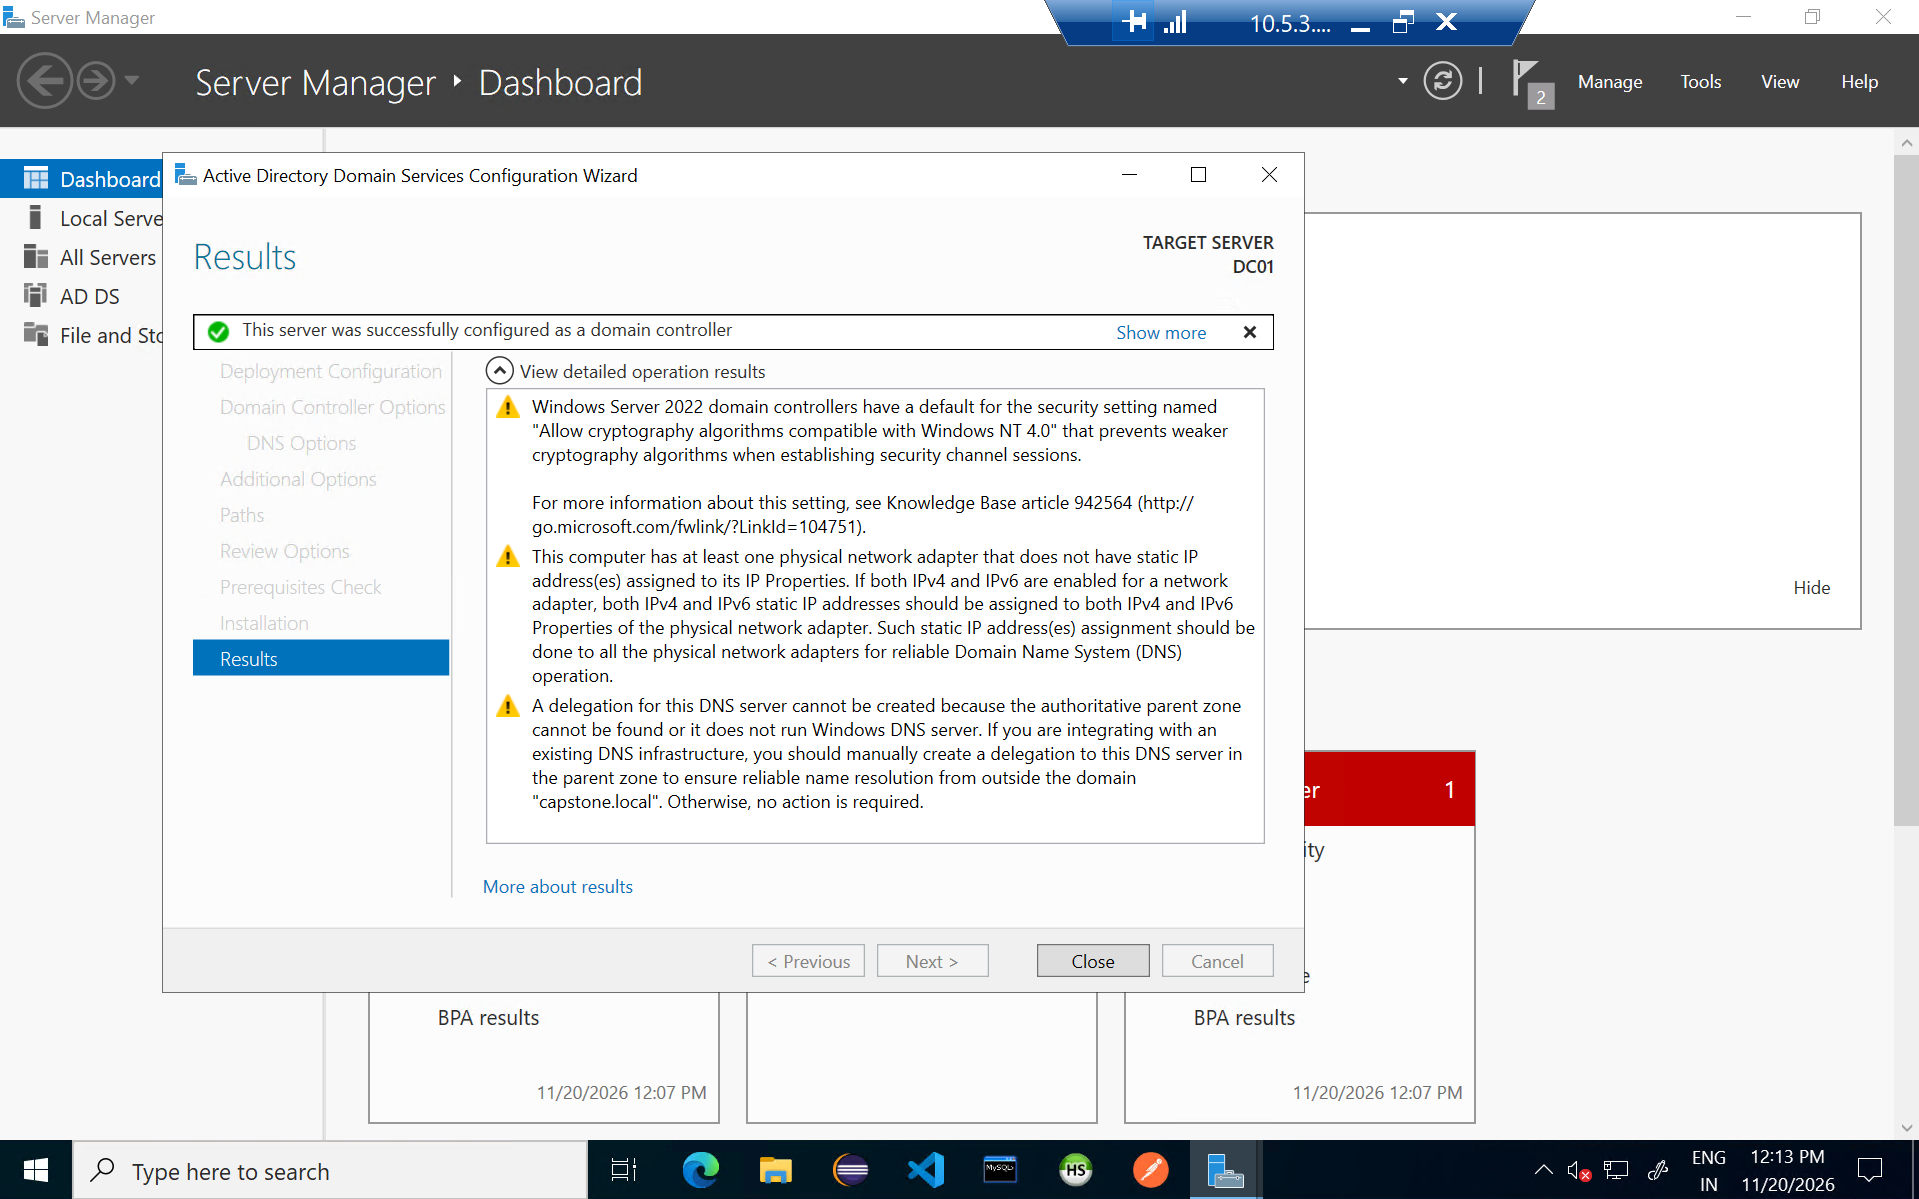 Server Manager
10.5.3....
Server Manager ‣ Dashboard
2
Manage
Tools
View
Help
Dashboard
Local Serve
All Servers
AD DS
File and Sto
Active Directory Domain Services Configuration Wizard
Results
TARGET SERVER
DC01
This server was successfully configured as a domain controller
Show more
Deployment Configuration
Domain Controller Options
DNS Options
Additional Options
Paths
Review Options
Prerequisites Check
Installation
Results
View detailed operation results
Windows Server 2022 domain controllers have a default for the security setting named
"Allow cryptography algorithms compatible with Windows NT 4.0" that prevents weaker
cryptography algorithms when establishing security channel sessions.
For more information about this setting, see Knowledge Base article 942564 (http://
go.microsoft.com/fwlink/?LinkId=104751).
This computer has at least one physical network adapter that does not have static IP
address(es) assigned to its IP Properties. If both IPv4 and IPv6 are enabled for a network
adapter, both IPv4 and IPv6 static IP addresses should be assigned to both IPv4 and IPv6
Properties of the physical network adapter. Such static IP address(es) assignment should be
done to all the physical network adapters for reliable Domain Name System (DNS)
operation.
A delegation for this DNS server cannot be created because the authoritative parent zone
cannot be found or it does not run Windows DNS server. If you are integrating with an
existing DNS infrastructure, you should manually create a delegation to this DNS server in
the parent zone to ensure reliable name resolution from outside the domain
"capstone.local". Otherwise, no action is required.
More about results
< Previous
Next >
Close
Cancel
Hide
er
1
ity
e
BPA results
11/20/2026 12:07 PM
BPA results
11/20/2026 12:07 PM
Type here to search
MySQL
HS
ENG
IN
12:13 PM
11/20/2026